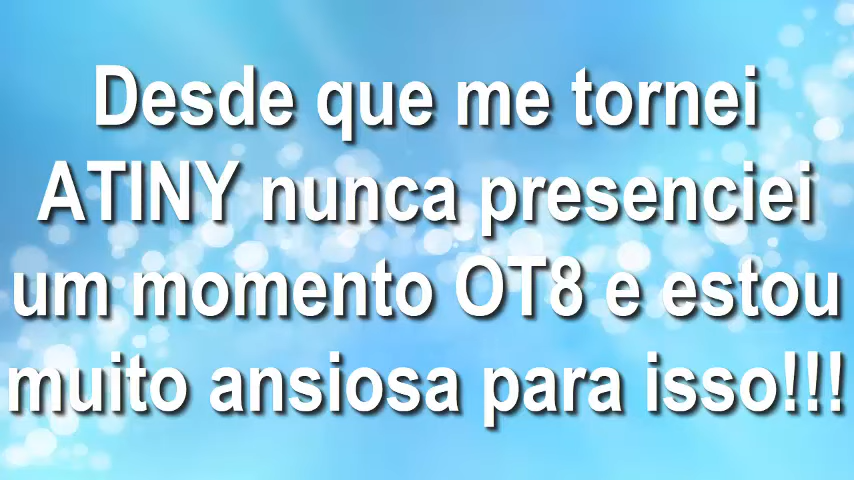 Desde que me tornei
ATINY nunca presenciei
um momento OT8 e estou
muito ansiosa para isso!!!